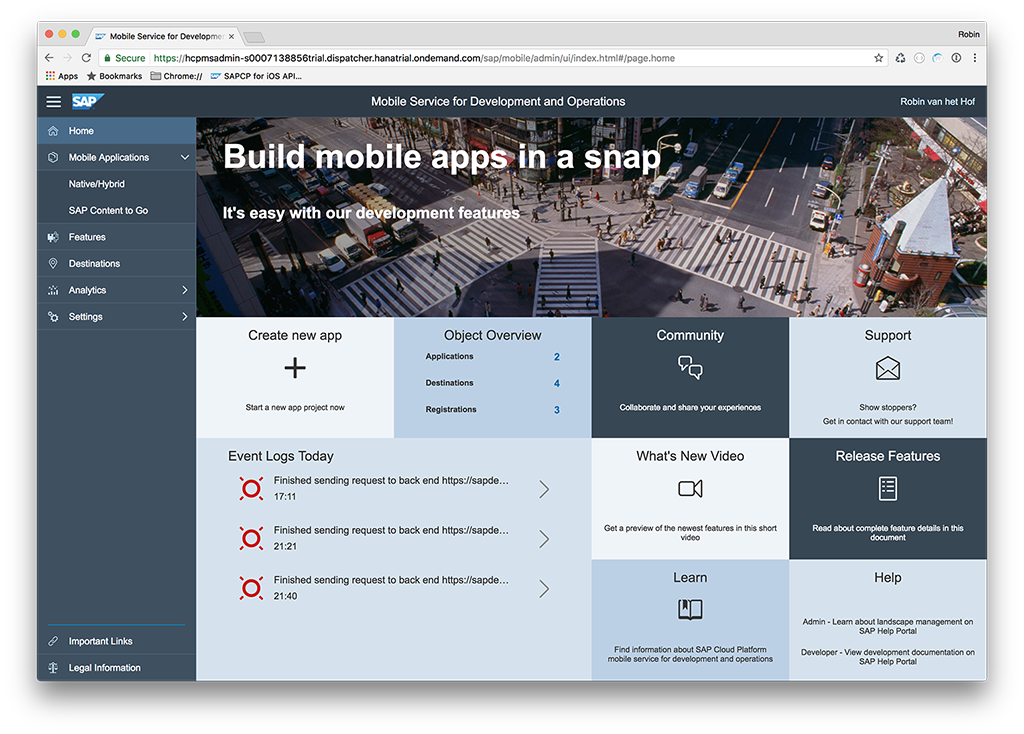 Mobile Service for Developmen
Robin
Secure
https://hcpmsadmin-s0007138856trial.dispatcher.hanatrial.ondemand.com/sap/mobile/admin/ui/index.html#/page.home
Apps
Bookmarks
Chrome://
SAPCP for iOS API...
SAP
Mobile Service for Development and Operations
Robin van het Hof
Home
Mobile Applications
Native/Hybrid
SAP Content to Go
Features
Destinations
Analytics
Settings
Important Links
Legal Information
Build mobile apps in a snap
It's easy with our development features
Create new app
Start a new app project now
Object Overview
Applications 2
Destinations 4
Registrations 3
Community
Collaborate and share your experiences
Support
Show stoppers?
Get in contact with our support team!
Event Logs Today
Finished sending request to back end https://sapde...
17:11
Finished sending request to back end https://sapde...
21:21
Finished sending request to back end https://sapde...
21:40
What's New Video
Get a preview of the newest features in this short
video
Release Features
Read about complete feature details in this
document
Learn
Find information about SAP Cloud Platform
mobile service for development and operations
Help
Admin - Learn about landscape management on
SAP Help Portal
Developer - View development documentation on
SAP Help Portal